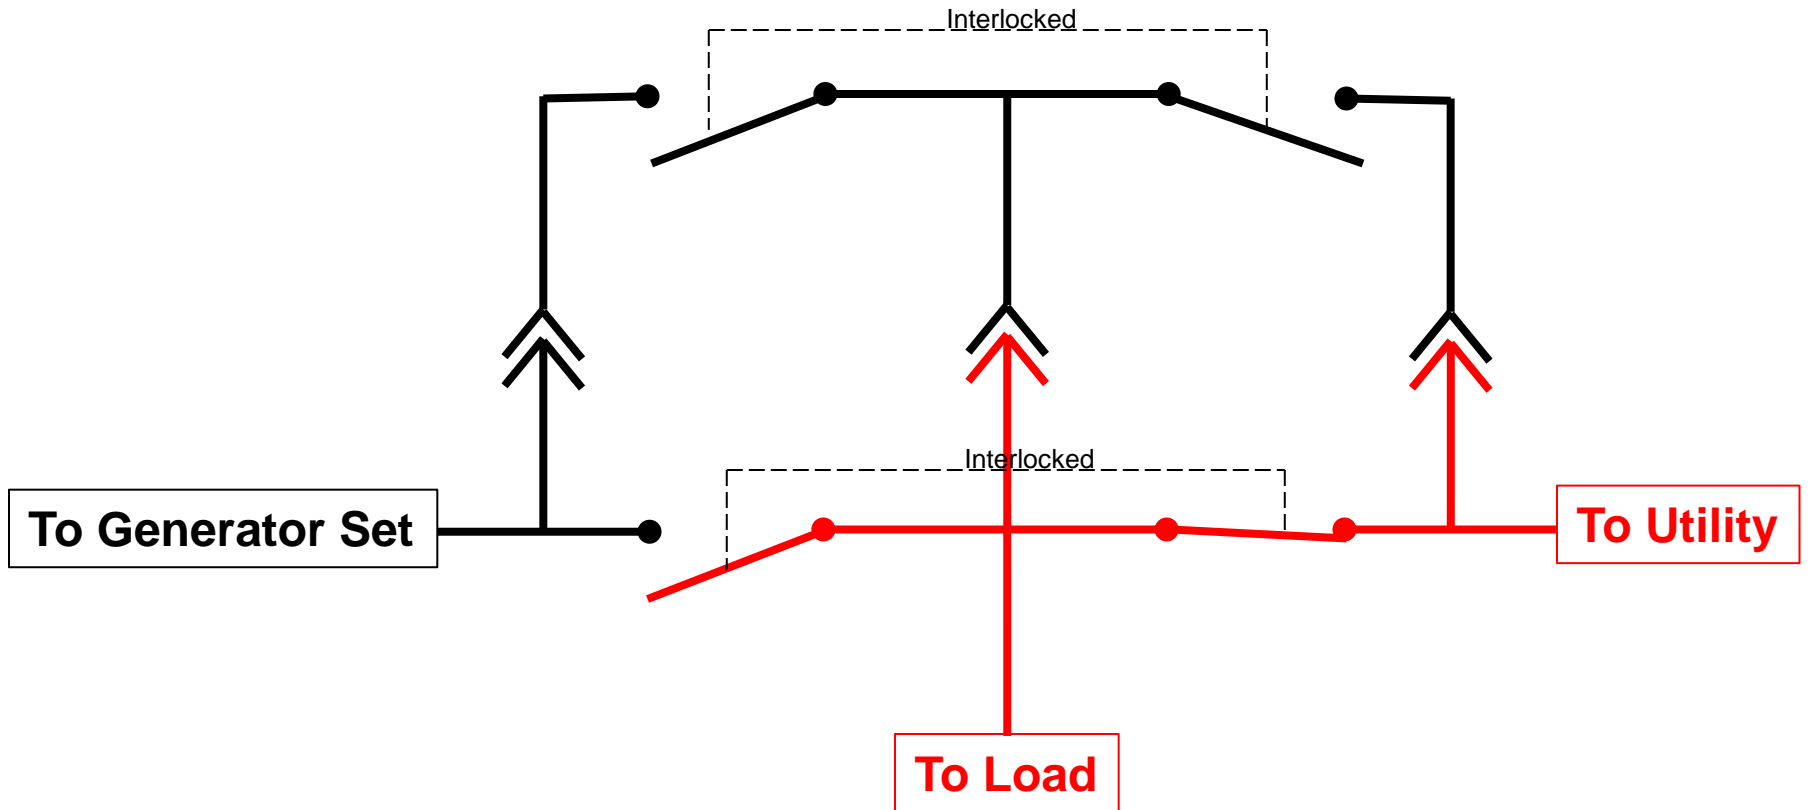 Interlocked
Interlocked
To Generator Set
To Utility
To Load